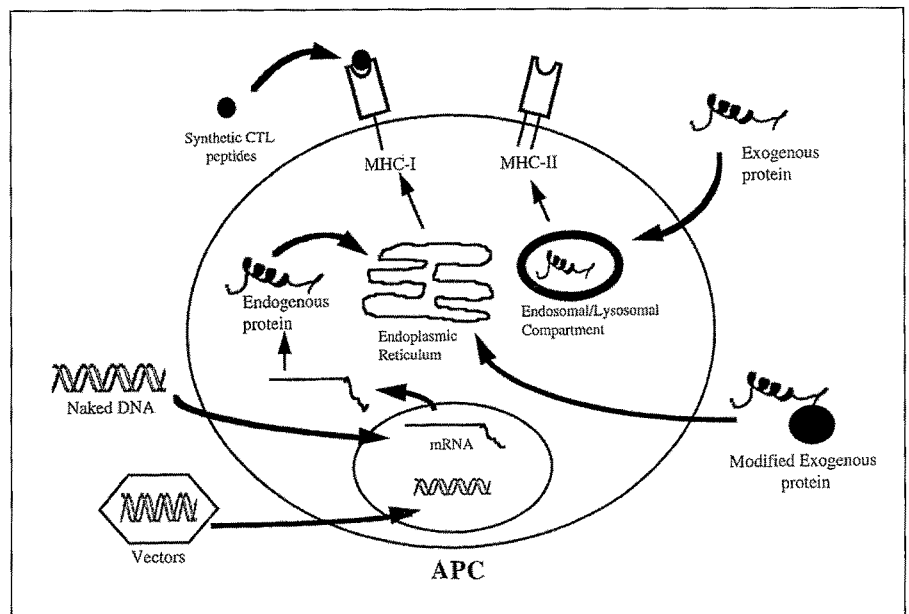 Synthetic CTL
peptides
MHC-I
MHC-II
Exogenous
protein
Endogenous
protein
Endoplasmic
Reticulum
Endosomal/Lysosomal
Compartment
Naked DNA
mRNA
Modified Exogenous
protein
Vectors
APC